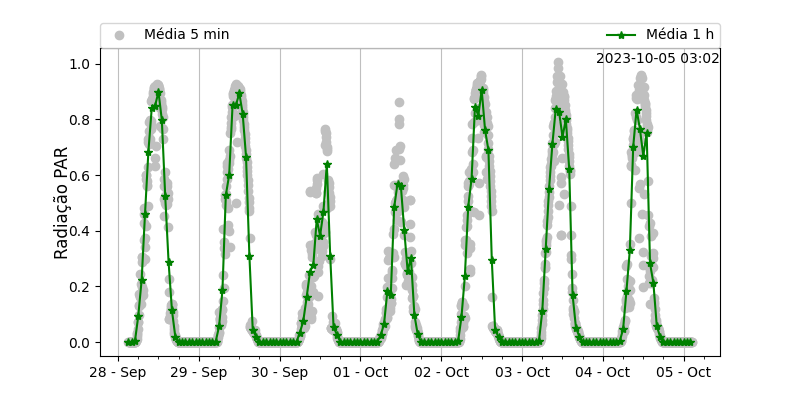 Média 5 min
Média 1 h
2023-10-05 03:02
Radiação PAR
1.0
0.8
0.6
0.4
0.2
0.0
28 - Sep
29 - Sep
30 - Sep
01 - Oct
02 - Oct
03 - Oct
04 - Oct
05 - Oct